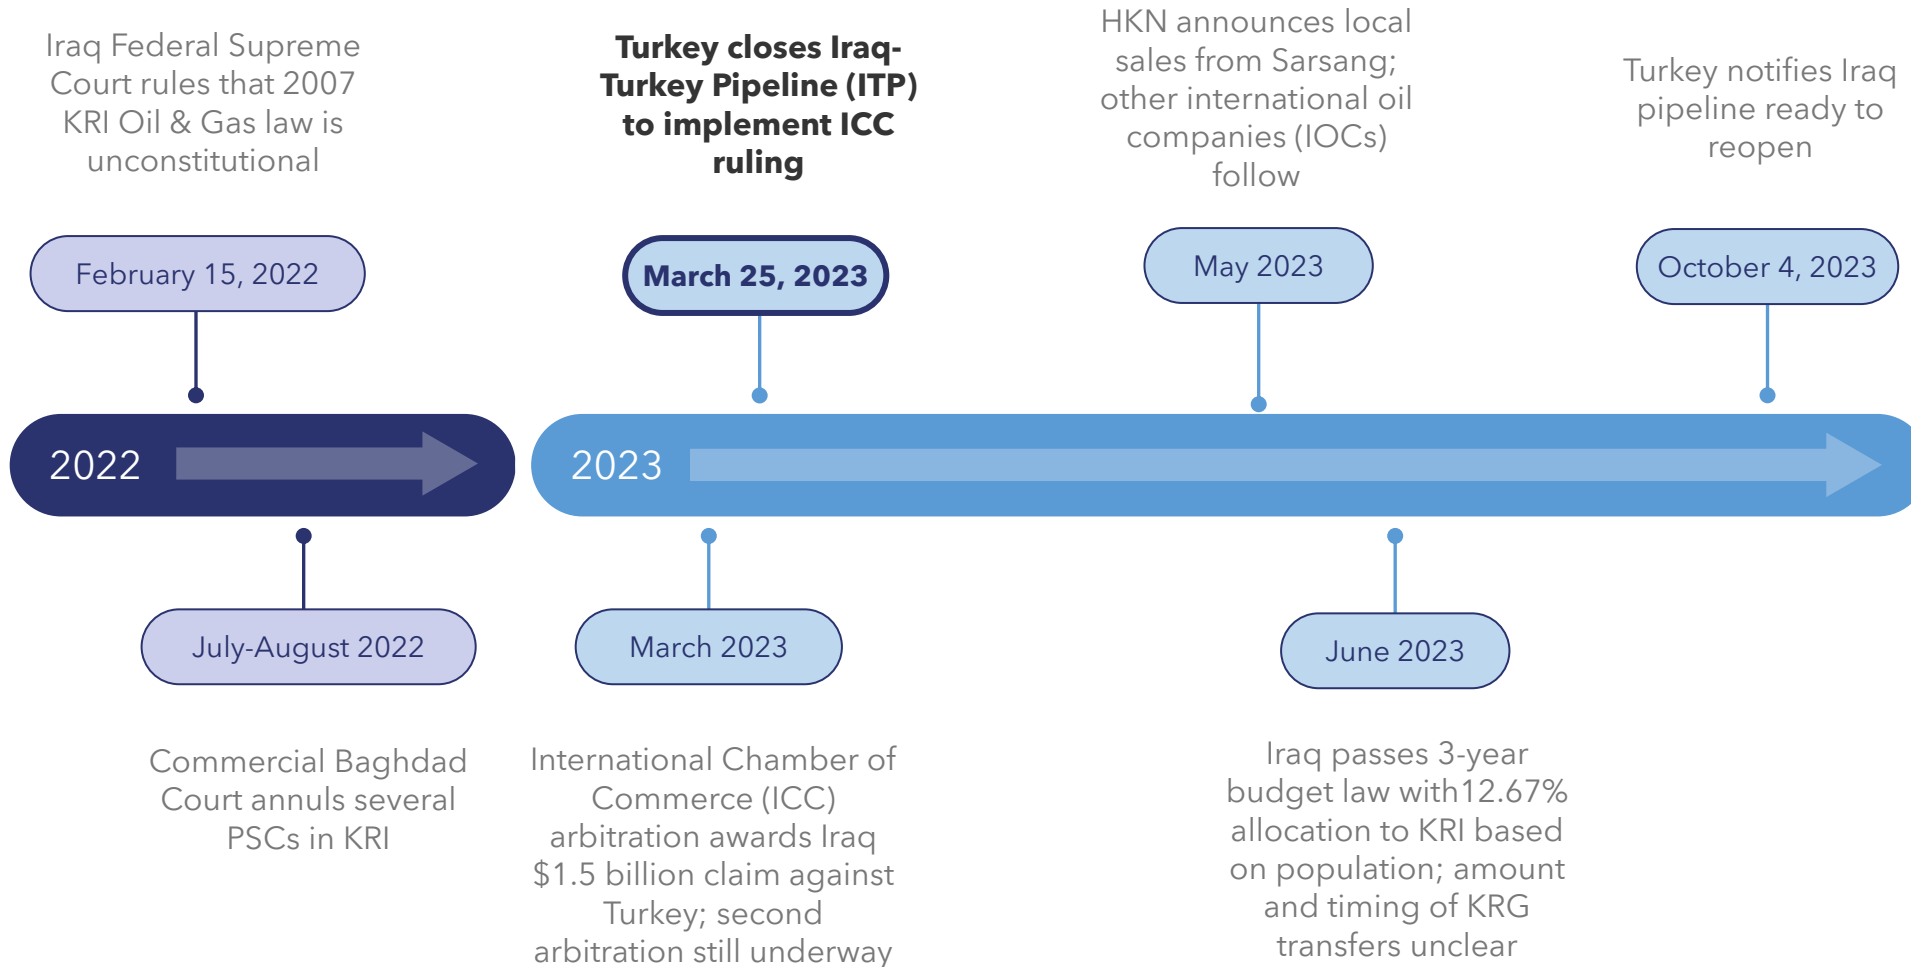 Iraq Federal Supreme
Court rules that 2007
KRI Oil & Gas law is
unconstitutional
February 15, 2022
Turkey closes Iraq-
Turkey Pipeline (ITP)
to implement ICC
ruling
March 25, 2023
HKN announces local
sales from Sarsang;
other international oil
companies (IOCs)
follow
May 2023
Turkey notifies Iraq
pipeline ready to
reopen
October 4, 2023
2022
2023
July-August 2022
Commercial Baghdad
Court annuls several
PSCs in KRI
March 2023
International Chamber of
Commerce (ICC)
arbitration awards Iraq
$1.5 billion claim against
Turkey; second
arbitration still underway
June 2023
Iraq passes 3-year
budget law with12.67%
allocation to KRI based
on population; amount
and timing of KRG
transfers unclear